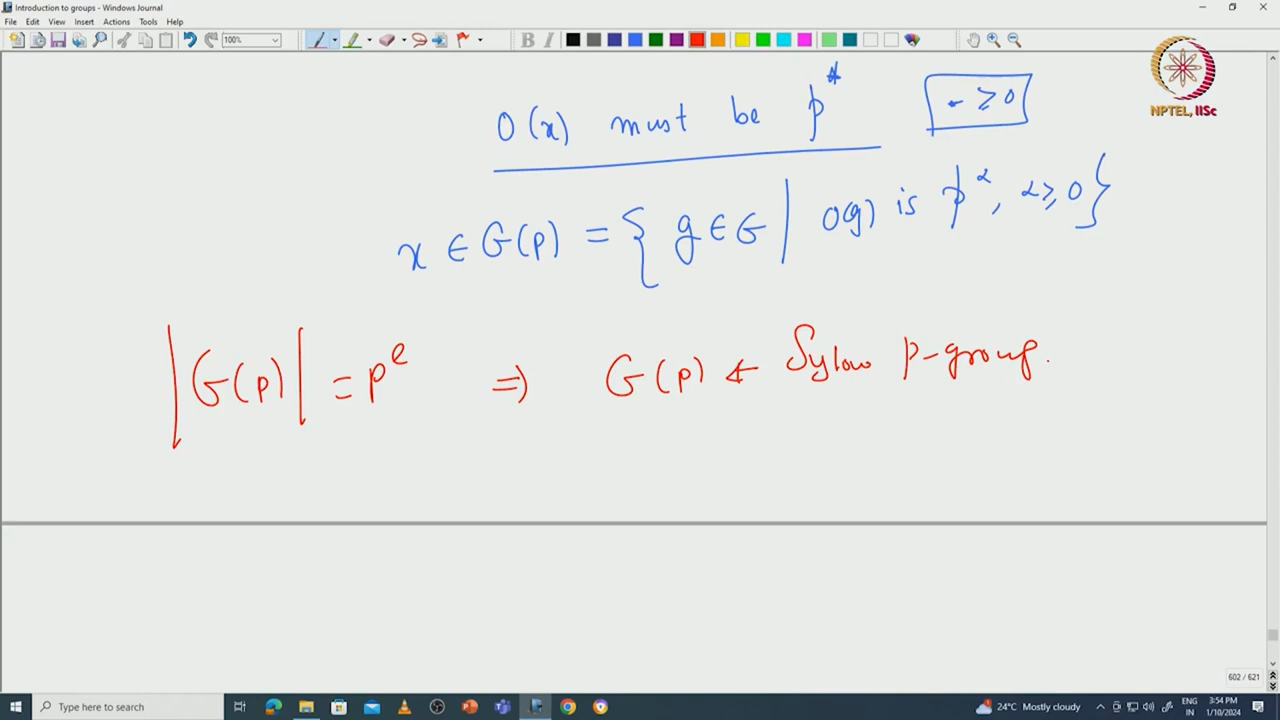 Introduction to groups - Windows Journal
File Edit View Insert Actions Tools Help
100%
B I
NPTEL, IISc
O(x) must be p^* * ≥ 0
x ∈ G(p) = { g ∈ G | O(g) is p^α, α ≥ 0 }
|G(p)| = p^e ⇒ G(p) ← Sylow p-group.
602 / 621
Type here to search
24°C Mostly cloudy
ENG
IN
3:54 PM
1/10/2024